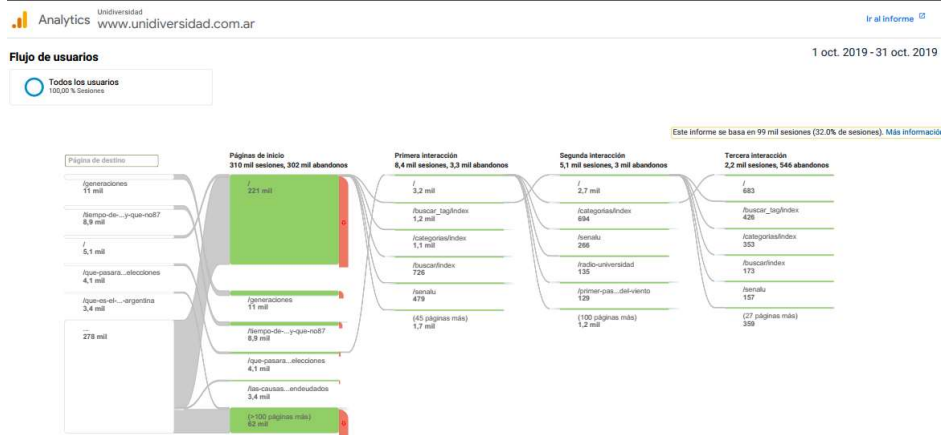 Analytics
Unidiversidad
www.unidiversidad.com.ar
Ir al informe
Flujo de usuarios
1 oct. 2019 - 31 oct. 2019
Todos los usuarios
100,00 % Sesiones
Este informe se basa en 99 mil sesiones (32.0% de sesiones). Más información
Página de destino
/generaciones
11 mil
/tiempo-de-...y-que-no87
8,9 mil
/
5,1 mil
/que-pasara...elecciones
4,1 mil
/que-es-el-...-argentina
3,4 mil
...
278 mil
Páginas de inicio
310 mil sesiones, 302 mil abandonos
/
221 mil
/generaciones
11 mil
/tiempo-de-...y-que-no87
8,9 mil
/que-pasara...elecciones
4,1 mil
/las-causas...endeudados
3,4 mil
(>100 páginas más)
62 mil
Primera interacción
8,4 mil sesiones, 3,3 mil abandonos
/
3,2 mil
/buscar_tag/index
1,2 mil
/categorias/index
1,1 mil
/buscar/index
726
/senalu
479
(45 páginas más)
1,7 mil
Segunda interacción
5,1 mil sesiones, 3 mil abandonos
/
2,7 mil
/categorias/index
694
/senalu
266
/radio-universidad
135
/primer-pas...del-viento
129
(100 páginas más)
1,2 mil
Tercera interacción
2,2 mil sesiones, 546 abandonos
/
683
/buscar_tag/index
426
/categorias/index
353
/buscar/index
173
/senalu
157
(27 páginas más)
359